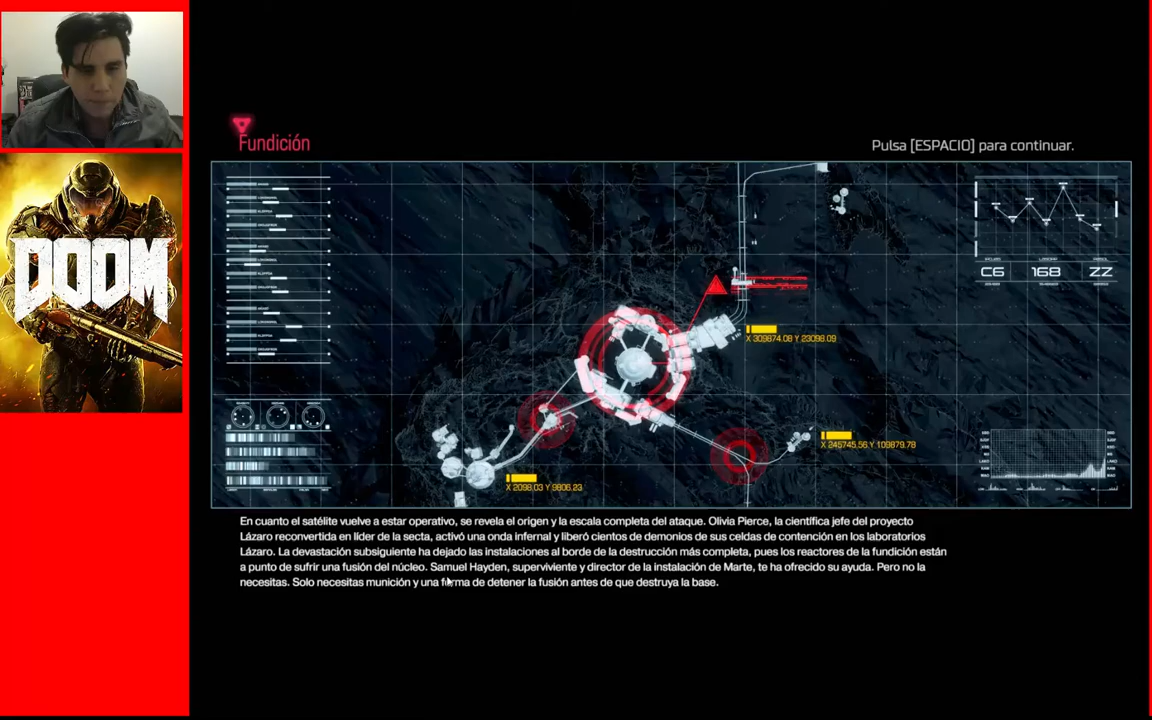 Fundición
Pulsa [ESPACIO] para continuar.
C6 168 ZZ
X 309874.08 Y 23098.09
X 245745.56 Y 109879.78
X 2098.03 Y 9806.23
DOOM
En cuanto el satélite vuelve a estar operativo, se revela el origen y la escala completa del ataque. Olivia Pierce, la científica jefe del proyecto
Lázaro reconvertida en líder de la secta, activó una onda infernal y liberó cientos de demonios de sus celdas de contención en los laboratorios
Lázaro. La devastación subsiguiente ha dejado las instalaciones al borde de la destrucción más completa, pues los reactores de la fundición están
a punto de sufrir una fusión del núcleo. Samuel Hayden, superviviente y director de la instalación de Marte, te ha ofrecido su ayuda. Pero no la
necesitas. Solo necesitas munición y una forma de detener la fusión antes de que destruya la base.